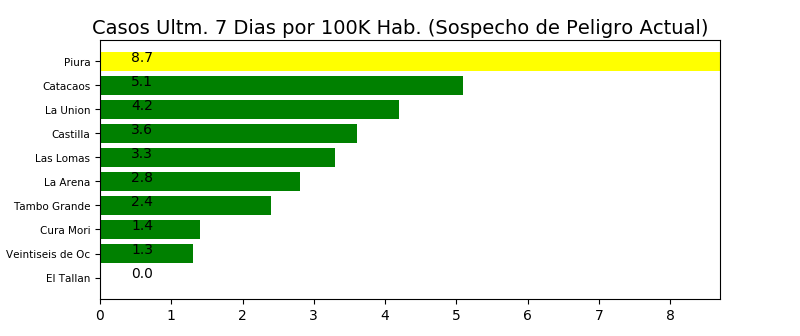 Casos Ultm. 7 Dias por 100K Hab. (Sospecho de Peligro Actual)
Piura 8.7
Catacaos 5.1
La Union 4.2
Castilla 3.6
Las Lomas 3.3
La Arena 2.8
Tambo Grande 2.4
Cura Mori 1.4
Veintiseis de Oc 1.3
El Tallan 0.0
0 1 2 3 4 5 6 7 8